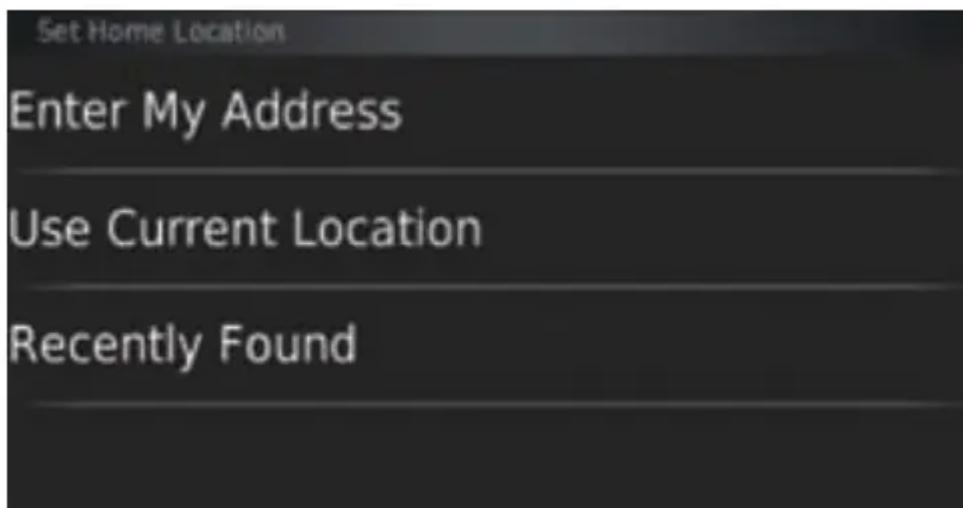 Set Home Location
Enter My Address
Use Current Location
Recently Found